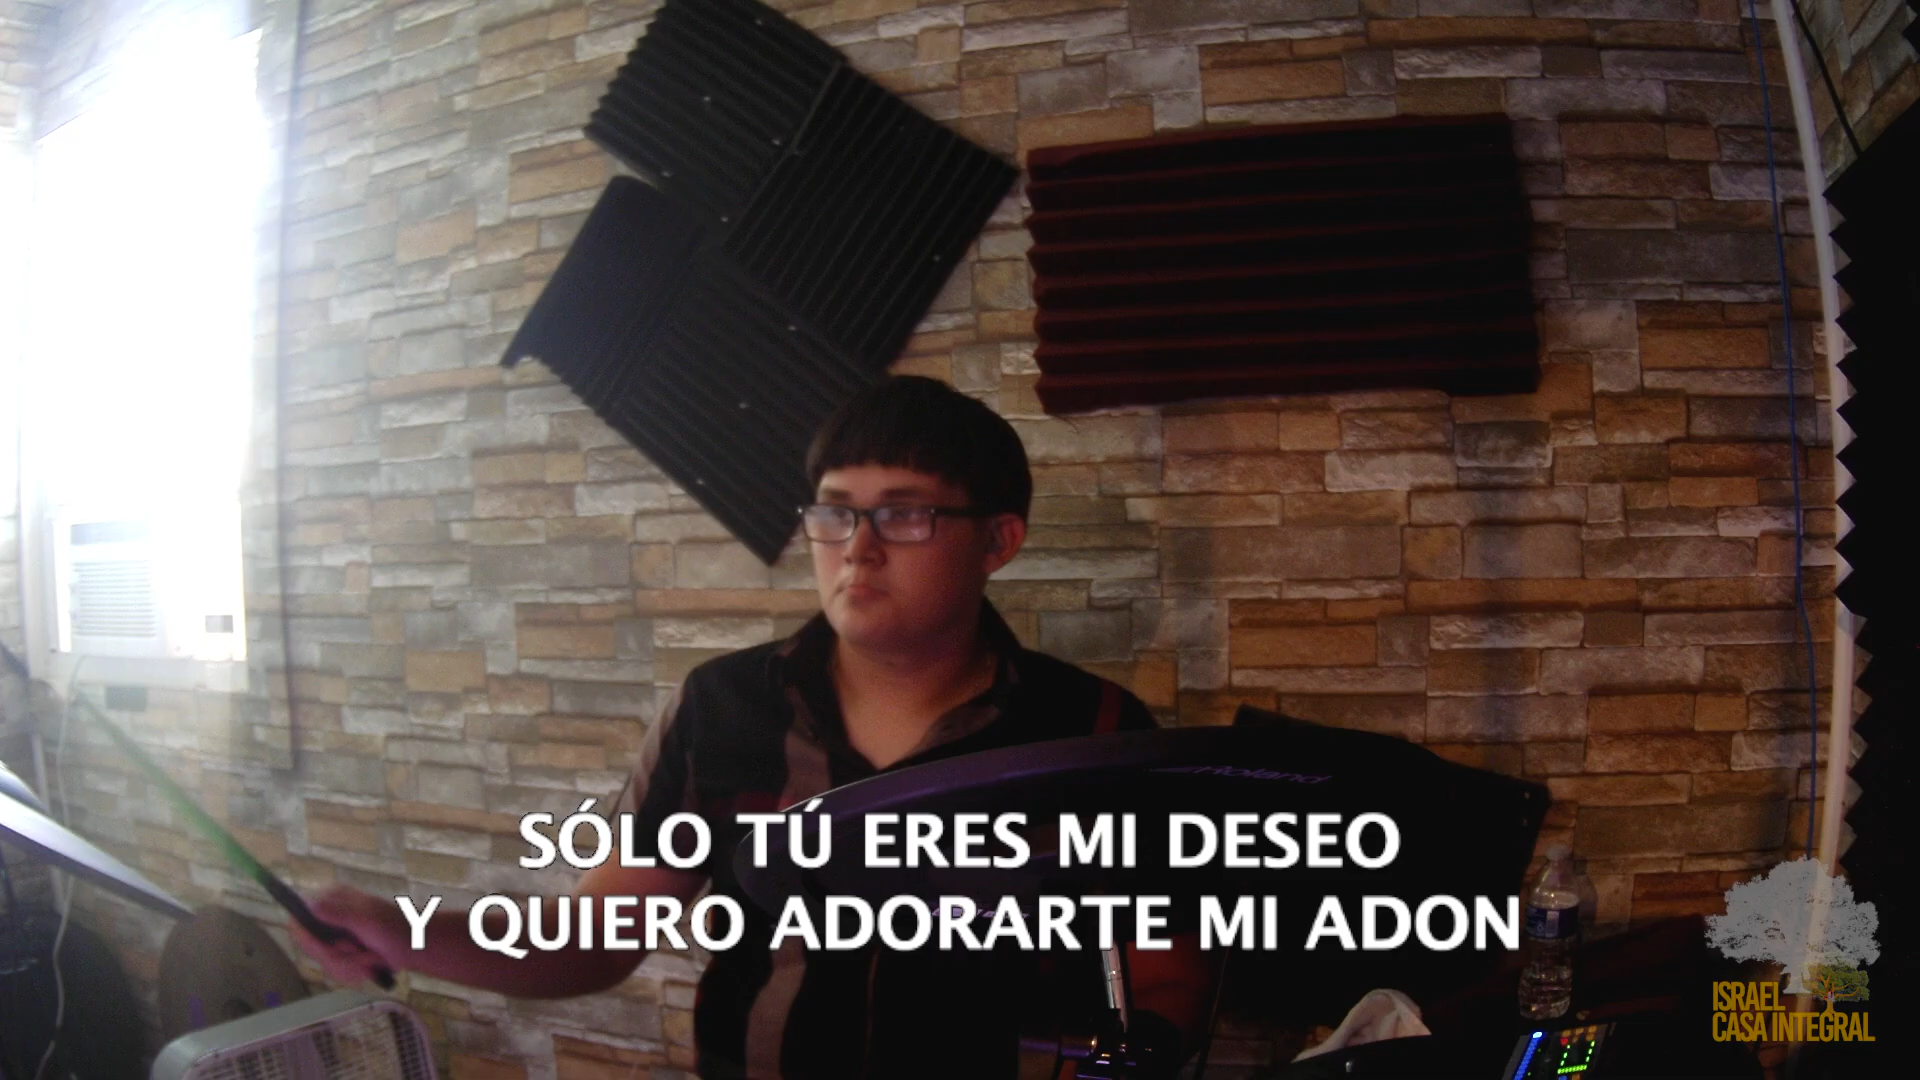 Roland
SÓLO TÚ ERES MI DESEO
Y QUIERO ADORARTE MI ADON
ISRAEL
CASA INTEGRAL